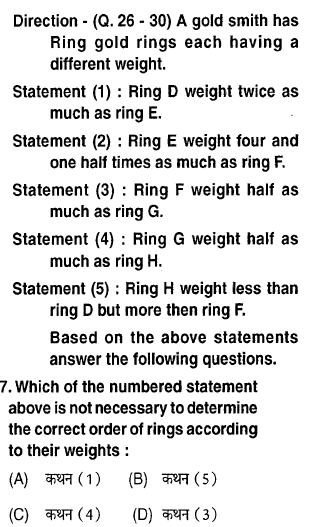 Direction - (Q. 26 - 30) A gold smith has
Ring gold rings each having a
different weight.
Statement (1) : Ring D weight twice as
much as ring E.
Statement (2) : Ring E weight four and
one half times as much as ring F.
Statement (3) : Ring F weight half as
much as ring G.
Statement (4) : Ring G weight half as
much as ring H.
Statement (5) : Ring H weight less than
ring D but more then ring F.
Based on the above statements
answer the following questions.
7. Which of the numbered statement
above is not necessary to determine
the correct order of rings according
to their weights :
(A) कथन (1) (B) कथन (5)
(C) कथन (4) (D) कथन (3)